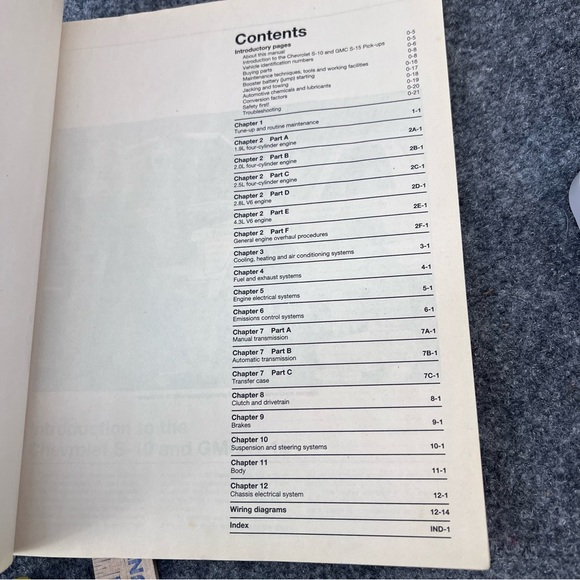 Contents
Introductory pages
About this manual 0-5
Introduction to the Chevrolet S-10 and GMC S-15 Pick-ups 0-5
Vehicle identification numbers 0-6
Buying parts 0-8
Maintenance techniques, tools and working facilities 0-8
Booster battery (jump) starting 0-16
Jacking and towing 0-17
Automotive chemicals and lubricants 0-18
Conversion factors 0-19
Safety first! 0-20
Troubleshooting 0-21
Chapter 1
Tune-up and routine maintenance 1-1
Chapter 2 Part A
1.9L four-cylinder engine 2A-1
Chapter 2 Part B
2.0L four-cylinder engine 2B-1
Chapter 2 Part C
2.5L four-cylinder engine 2C-1
Chapter 2 Part D
2.8L V6 engine 2D-1
Chapter 2 Part E
4.3L V6 engine 2E-1
Chapter 2 Part F
General engine overhaul procedures 2F-1
Chapter 3
Cooling, heating and air conditioning systems 3-1
Chapter 4
Fuel and exhaust systems 4-1
Chapter 5
Engine electrical systems 5-1
Chapter 6
Emissions control systems 6-1
Chapter 7 Part A
Manual transmission 7A-1
Chapter 7 Part B
Automatic transmission 7B-1
Chapter 7 Part C
Transfer case 7C-1
Chapter 8
Clutch and drivetrain 8-1
Chapter 9
Brakes 9-1
Chapter 10
Suspension and steering systems 10-1
Chapter 11
Body 11-1
Chapter 12
Chassis electrical system 12-1
Wiring diagrams 12-14
Index IND-1